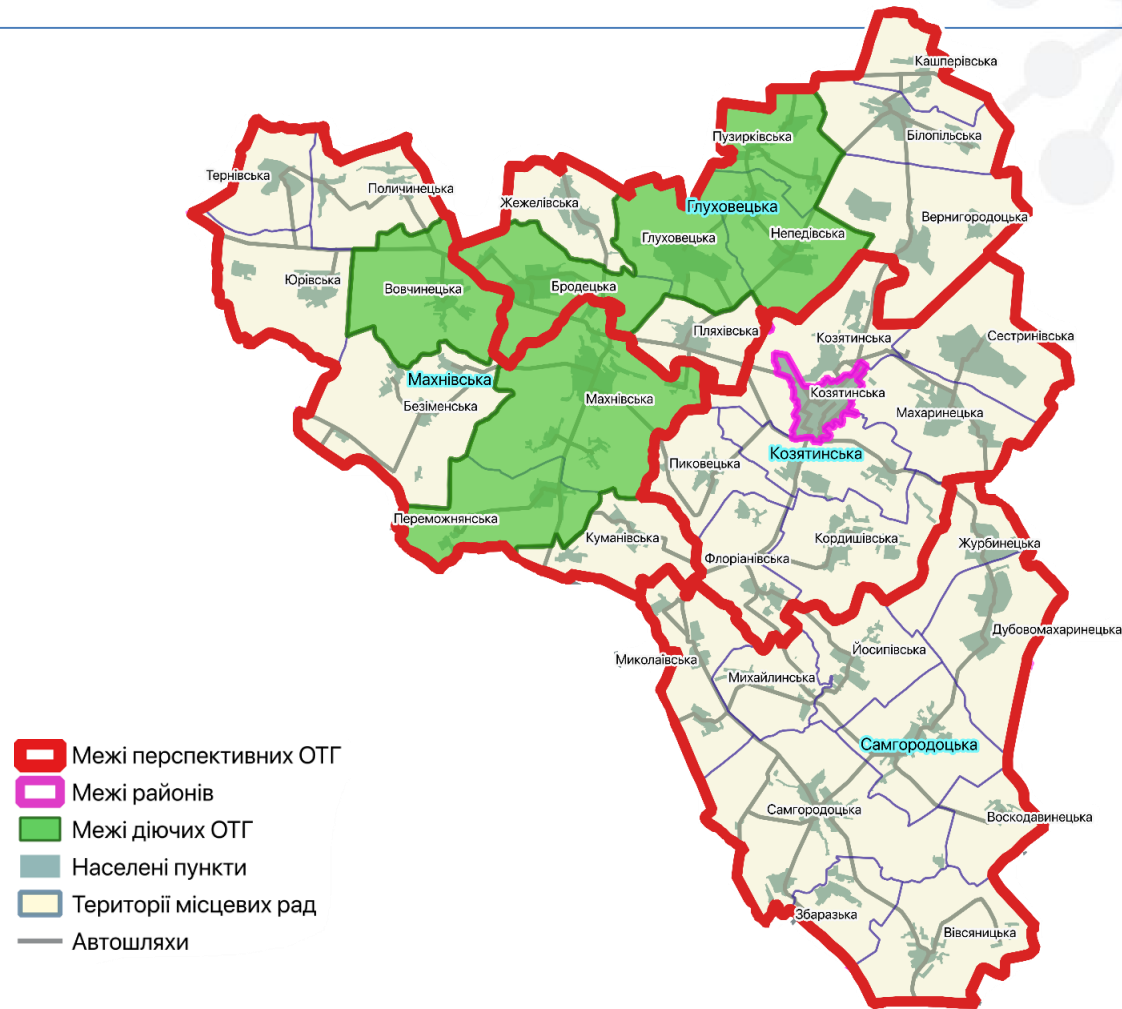 Кашперівська
Білопільська
Пузирківська
Тернівська
Поличинецька
Жежелівська
Глуховецька
Вернигородоцька
Непедівська
Глуховецька
Юрівська
Вовчинецька
Бродецька
Пляхівська
Козятинська
Сестринівська
Махнівська
Козятинська
Безіменська
Махнівська
Махаринецька
Козятинська
Пиковецька
Переможнянська
Куманівська
Кордишівська
Журбинецька
Флоріанівська
Дубовомахаринецька
Йосипівська
Миколаївська
Михайлинська
Самгородоцька
Самгородоцька
Воскодавинецька
Збаразька
Вівсяницька
Межі перспективних ОТГ
Межі районів
Межі діючих ОТГ
Населені пункти
Території місцевих рад
Автошляхи